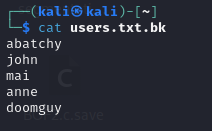 ┌──(kali㉿kali)-[~]
└─$ cat users.txt.bk
abatchy
john
mai
anne
doomguy